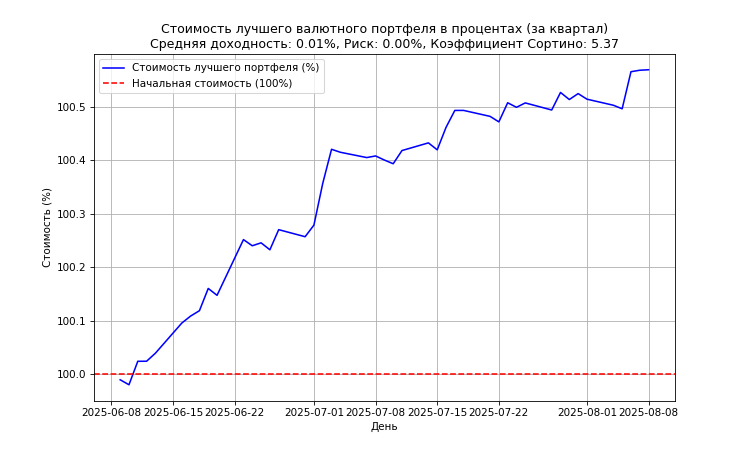 Стоимость лучшего валютного портфеля в процентах (за квартал)
Средняя доходность: 0.01%, Риск: 0.00%, Коэффициент Сортино: 5.37
Стоимость лучшего портфеля (%)
Начальная стоимость (100%)
Стоимость (%)
100.5
100.4
100.3
100.2
100.1
100.0
2025-06-08 2025-06-15 2025-06-22 2025-07-01 2025-07-08 2025-07-15 2025-07-22 2025-08-01 2025-08-08
День